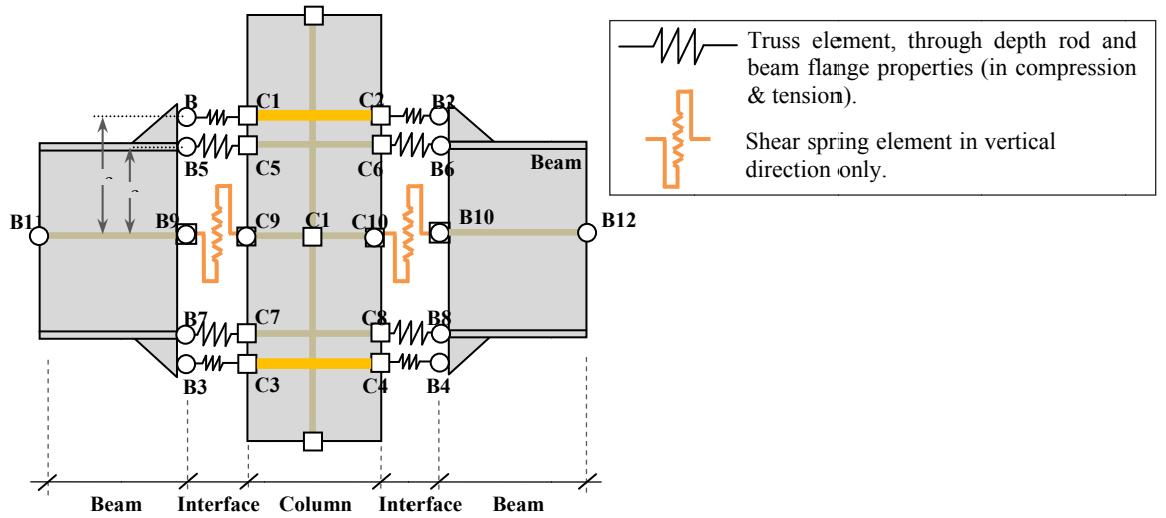 Truss element, through depth rod and
beam flange properties (in compression
& tension).
Shear spring element in vertical
direction only.
B C1 C2 B2
B5 C5 C6 B6 Beam
B11 B9 C9 C1 C10 B10 B12
B7 C7 C8 B8
B3 C3 C4 B4
Beam Interface Column Interface Beam